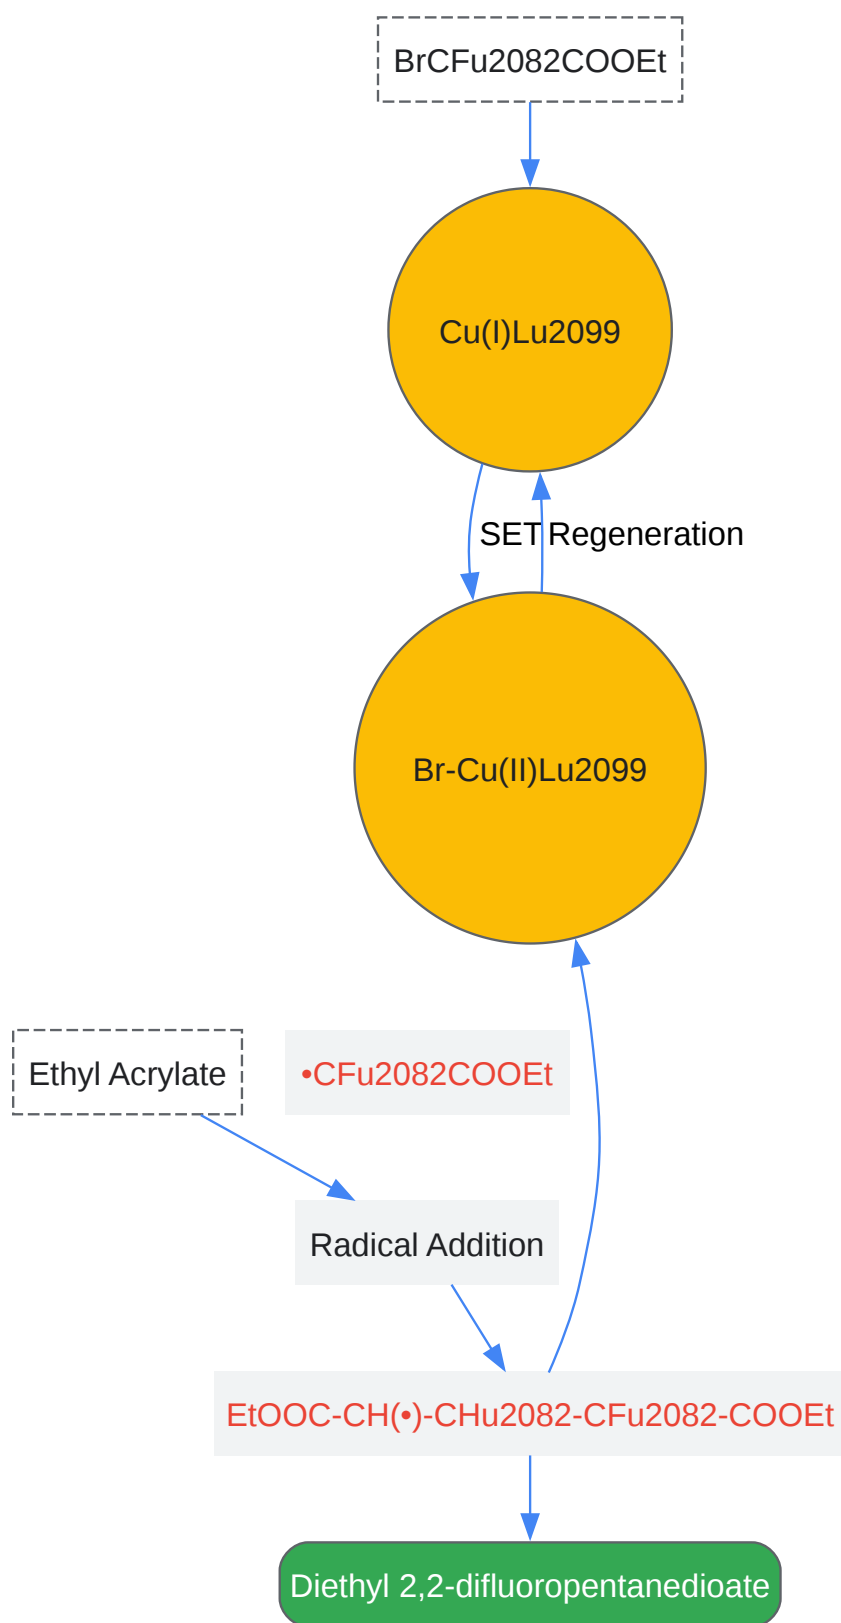 BrCFu2082COOEt
Cu(I)Lu2099
SET Regeneration
Br-Cu(II)Lu2099
Ethyl Acrylate
•CFu2082COOEt
Radical Addition
EtOOC-CH(•)-CHu2082-CFu2082-COOEt
Diethyl 2,2-difluoropentanedioate